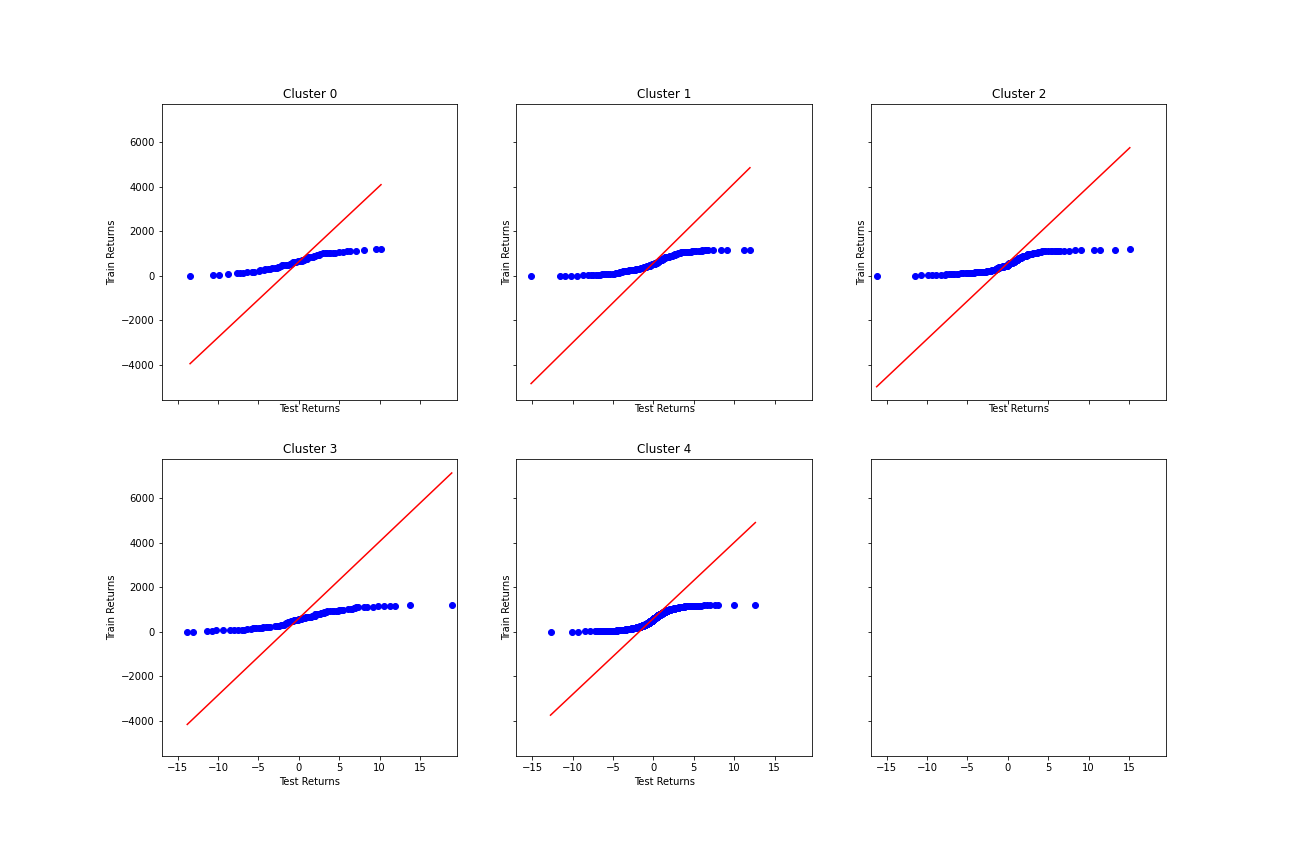 Cluster 0
Cluster 1
Cluster 2
Train Returns
6000
4000
2000
0
−2000
−4000
Test Returns
Train Returns
Test Returns
Train Returns
Test Returns
Cluster 3
Cluster 4
Train Returns
6000
4000
2000
0
−2000
−4000
−15 −10 −5 0 5 10 15
Test Returns
Train Returns
−15 −10 −5 0 5 10 15
Test Returns
−15 −10 −5 0 5 10 15